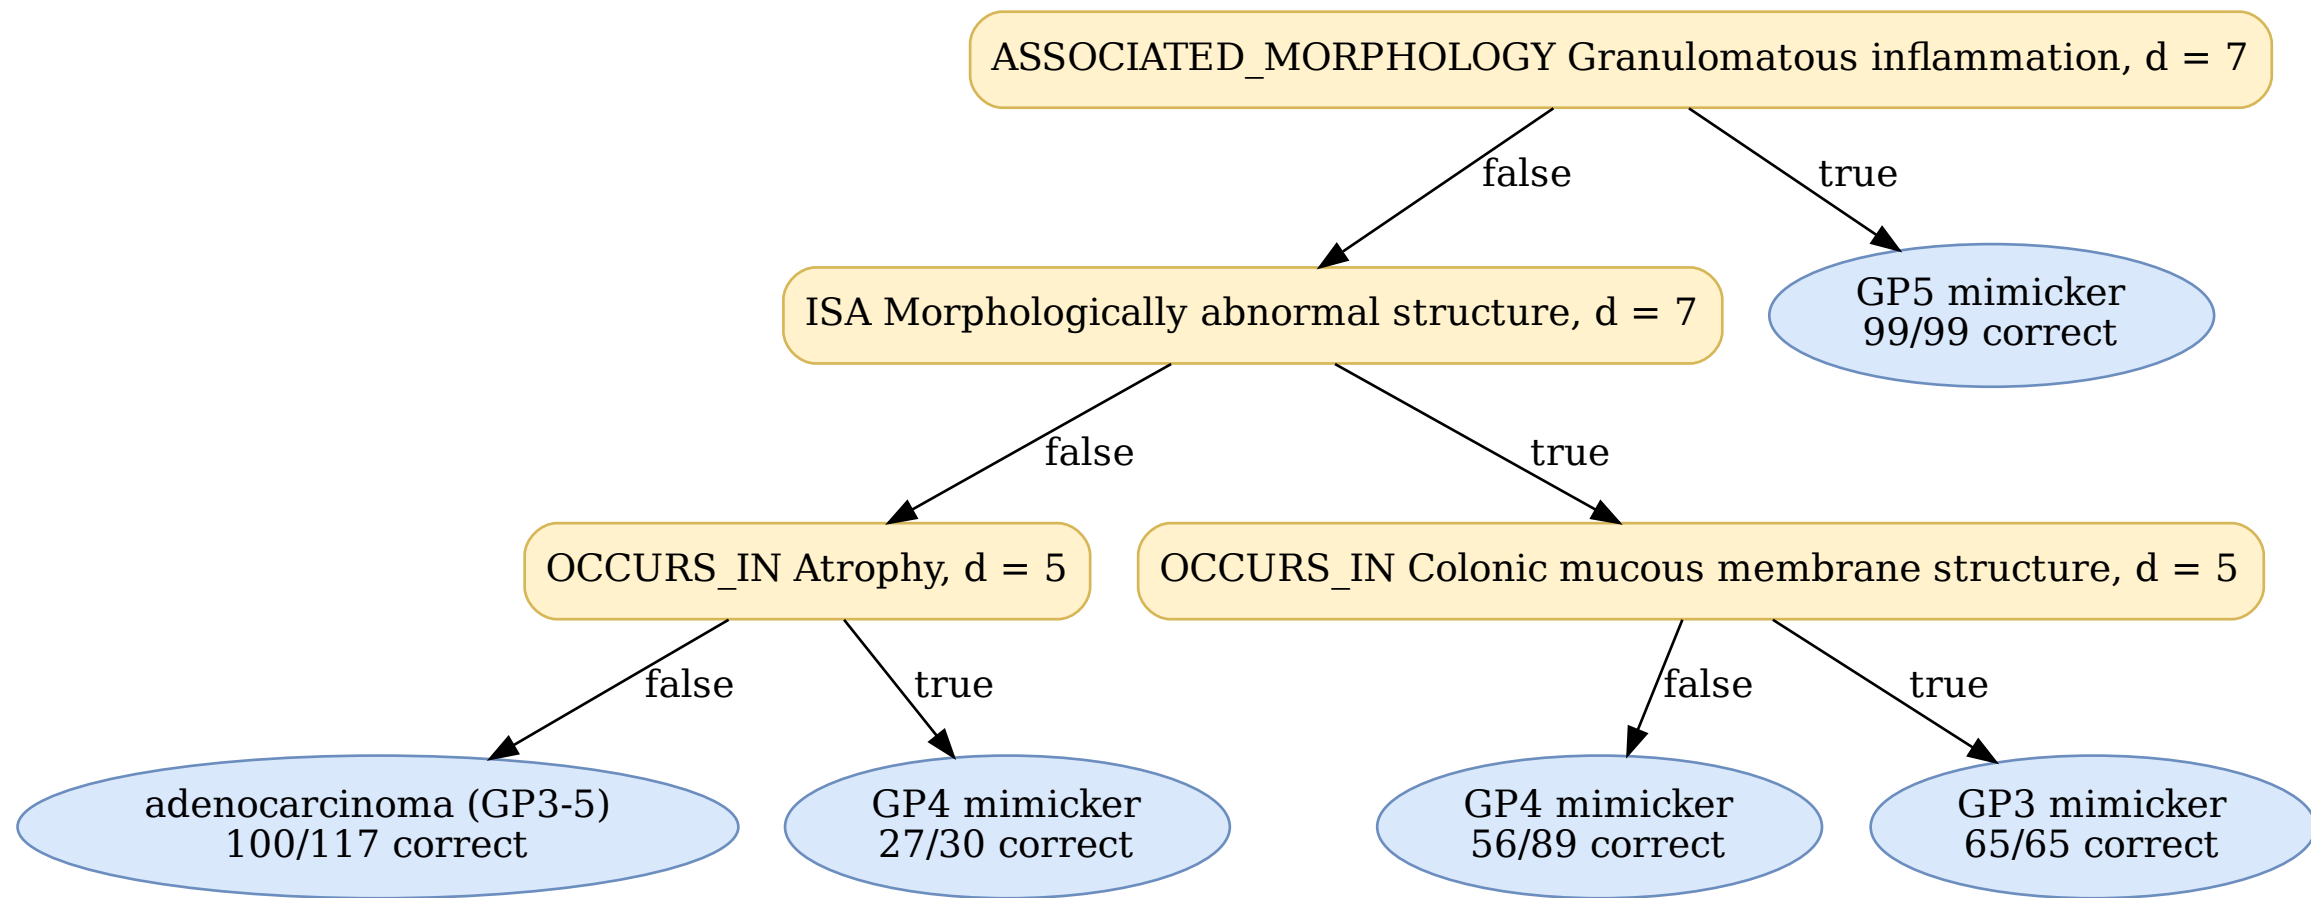 ASSOCIATED_MORPHOLOGY Granulomatous inflammation, d = 7
false
true
ISA Morphologically abnormal structure, d = 7
GP5 mimicker
99/99 correct
false
true
OCCURS_IN Atrophy, d = 5
OCCURS_IN Colonic mucous membrane structure, d = 5
false
true
false
true
adenocarcinoma (GP3-5)
100/117 correct
GP4 mimicker
27/30 correct
GP4 mimicker
56/89 correct
GP3 mimicker
65/65 correct